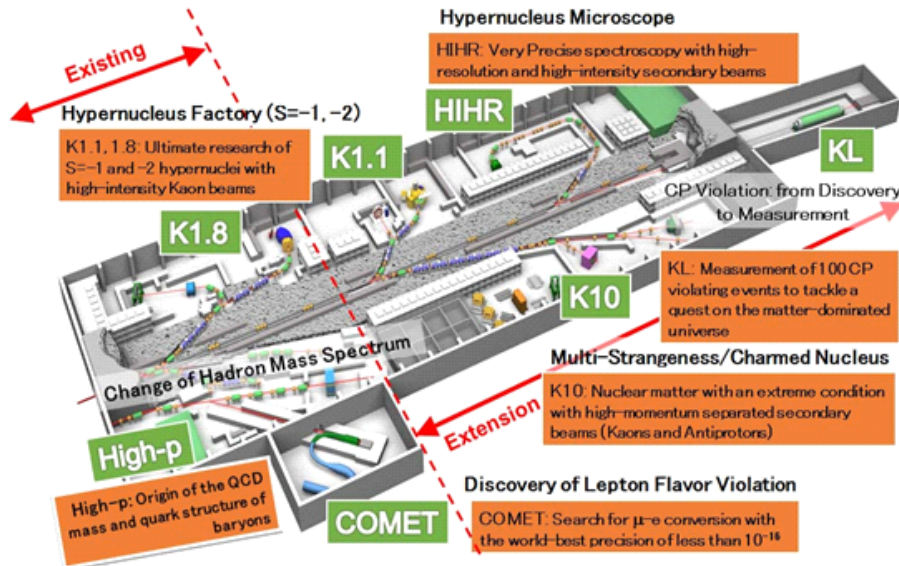 Hypernucleus Microscope
HIHR: Very Precise spectroscopy with high-
resolution and high-intensity secondary beams
Existing
Hypernucleus Factory (S=-1, -2)
K1.1, 1.8: Ultimate research of
S=-1 and -2 hypernuclei with
high-intensity Kaon beams
HIHR
K1.1
KL
K1.8
CP Violation: from Discovery
to Measurement
KL: Measurement of 100 CP
violating events to tackle a
quest on the matter-dominated
universe
K10
Multi-Strangeness/Charmed Nucleus
K10: Nuclear matter with an extreme condition
with high-momentum separated secondary
beams (Kaons and Antiprotons)
Change of Hadron Mass Spectrum
Extension
High-p
High-p: Origin of the QCD
mass and quark structure of
baryons
COMET
Discovery of Lepton Flavor Violation
COMET: Search for μ-e conversion with
the world-best precision of less than 10⁻¹⁶